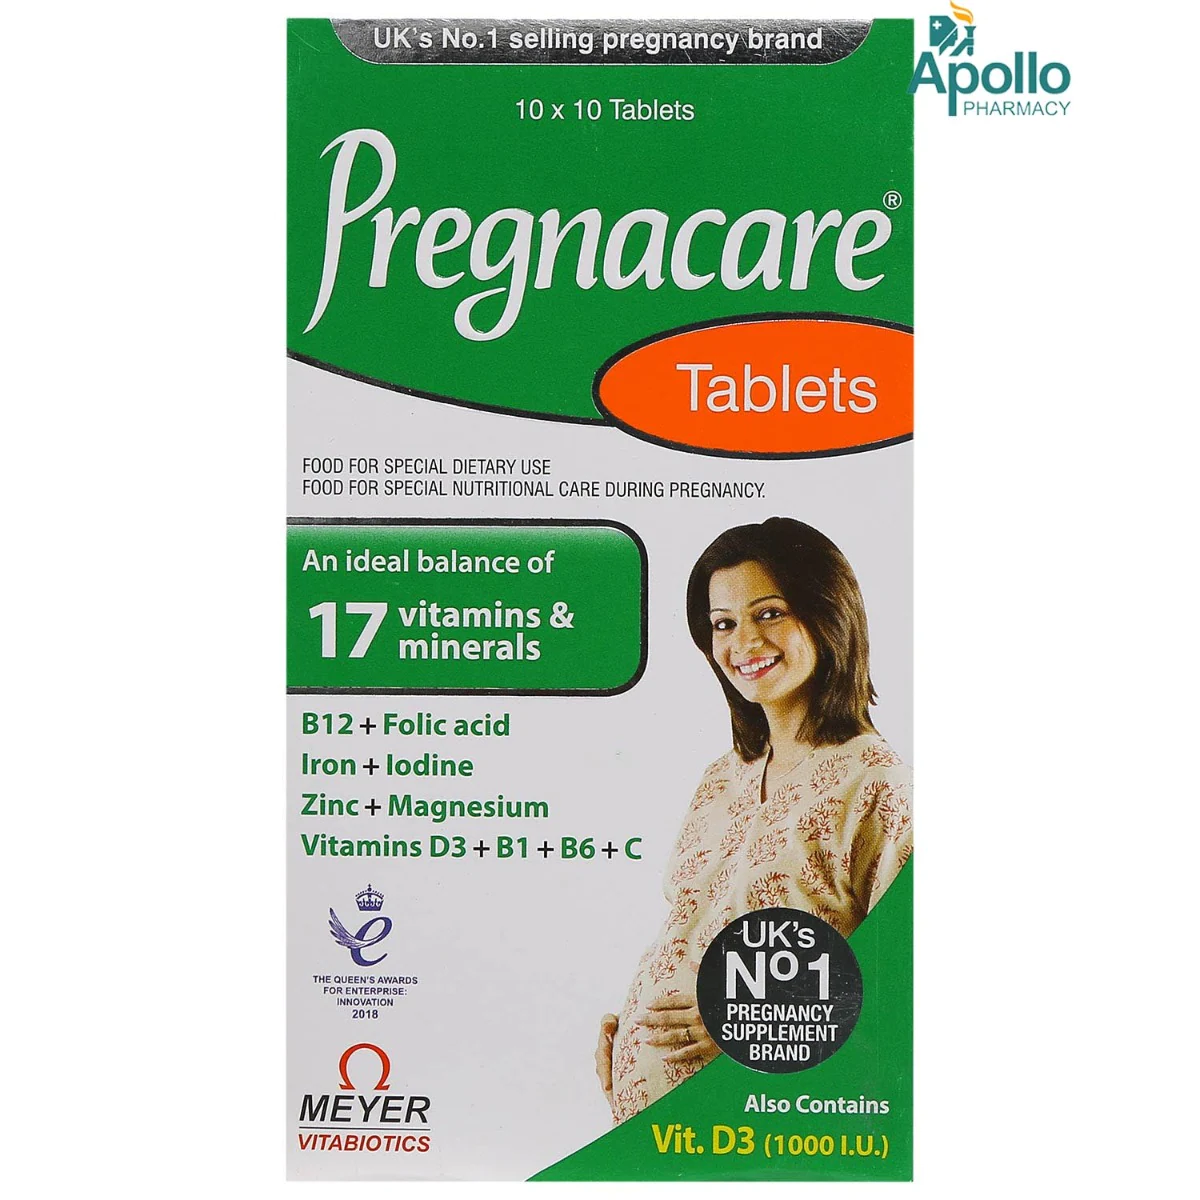 UK's No.1 selling pregnancy brand
Apollo
PHARMACY
10 x 10 Tablets
Pregnacare®
Tablets
FOOD FOR SPECIAL DIETARY USE
FOOD FOR SPECIAL NUTRITIONAL CARE DURING PREGNANCY.
An ideal balance of
17 vitamins &
minerals
B12 + Folic acid
Iron + Iodine
Zinc + Magnesium
Vitamins D3 + B1 + B6 + C
THE QUEEN'S AWARDS
FOR ENTERPRISE:
INNOVATION
2018
UK's
No1
PREGNANCY
SUPPLEMENT
BRAND
MEYER
VITABIOTICS
Also Contains
Vit. D3 (1000 I.U.)